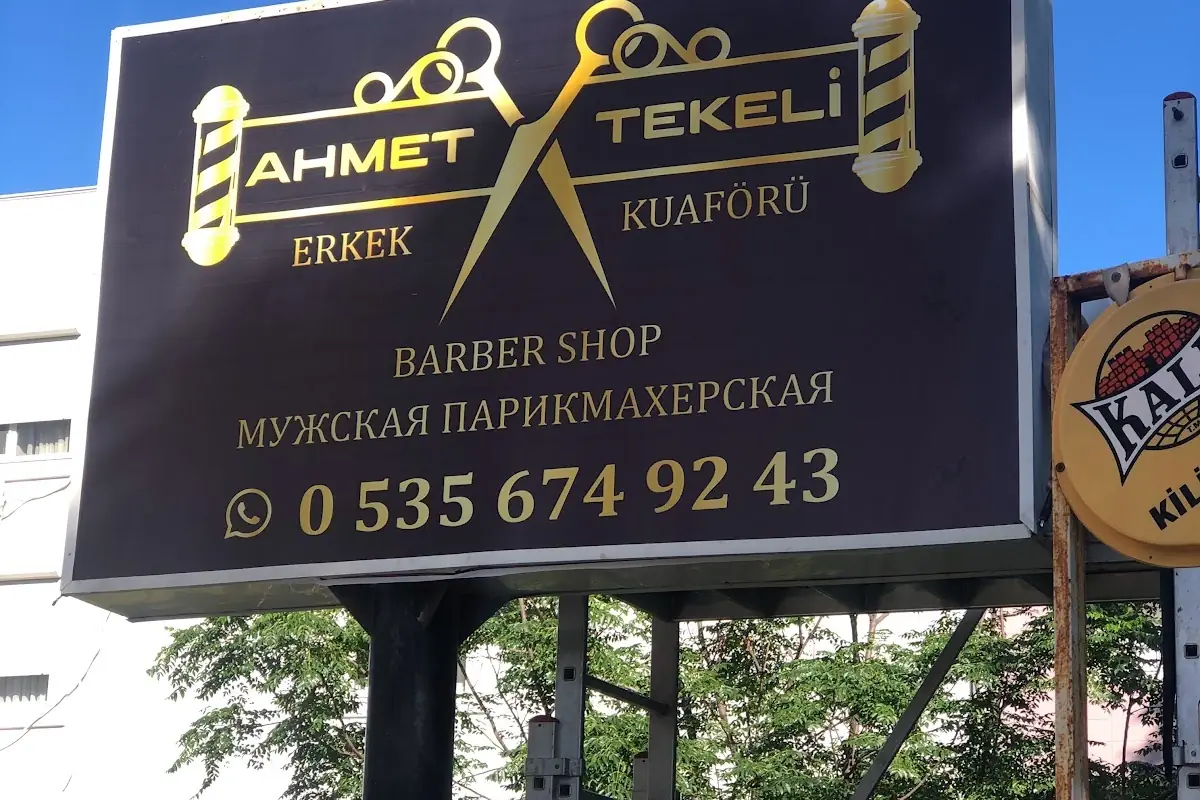 AHMET TEKELİ
ERKEK KUAFÖRÜ
BARBER SHOP
МУЖСКАЯ ПАРИКМАХЕРСКАЯ
0 535 674 92 43